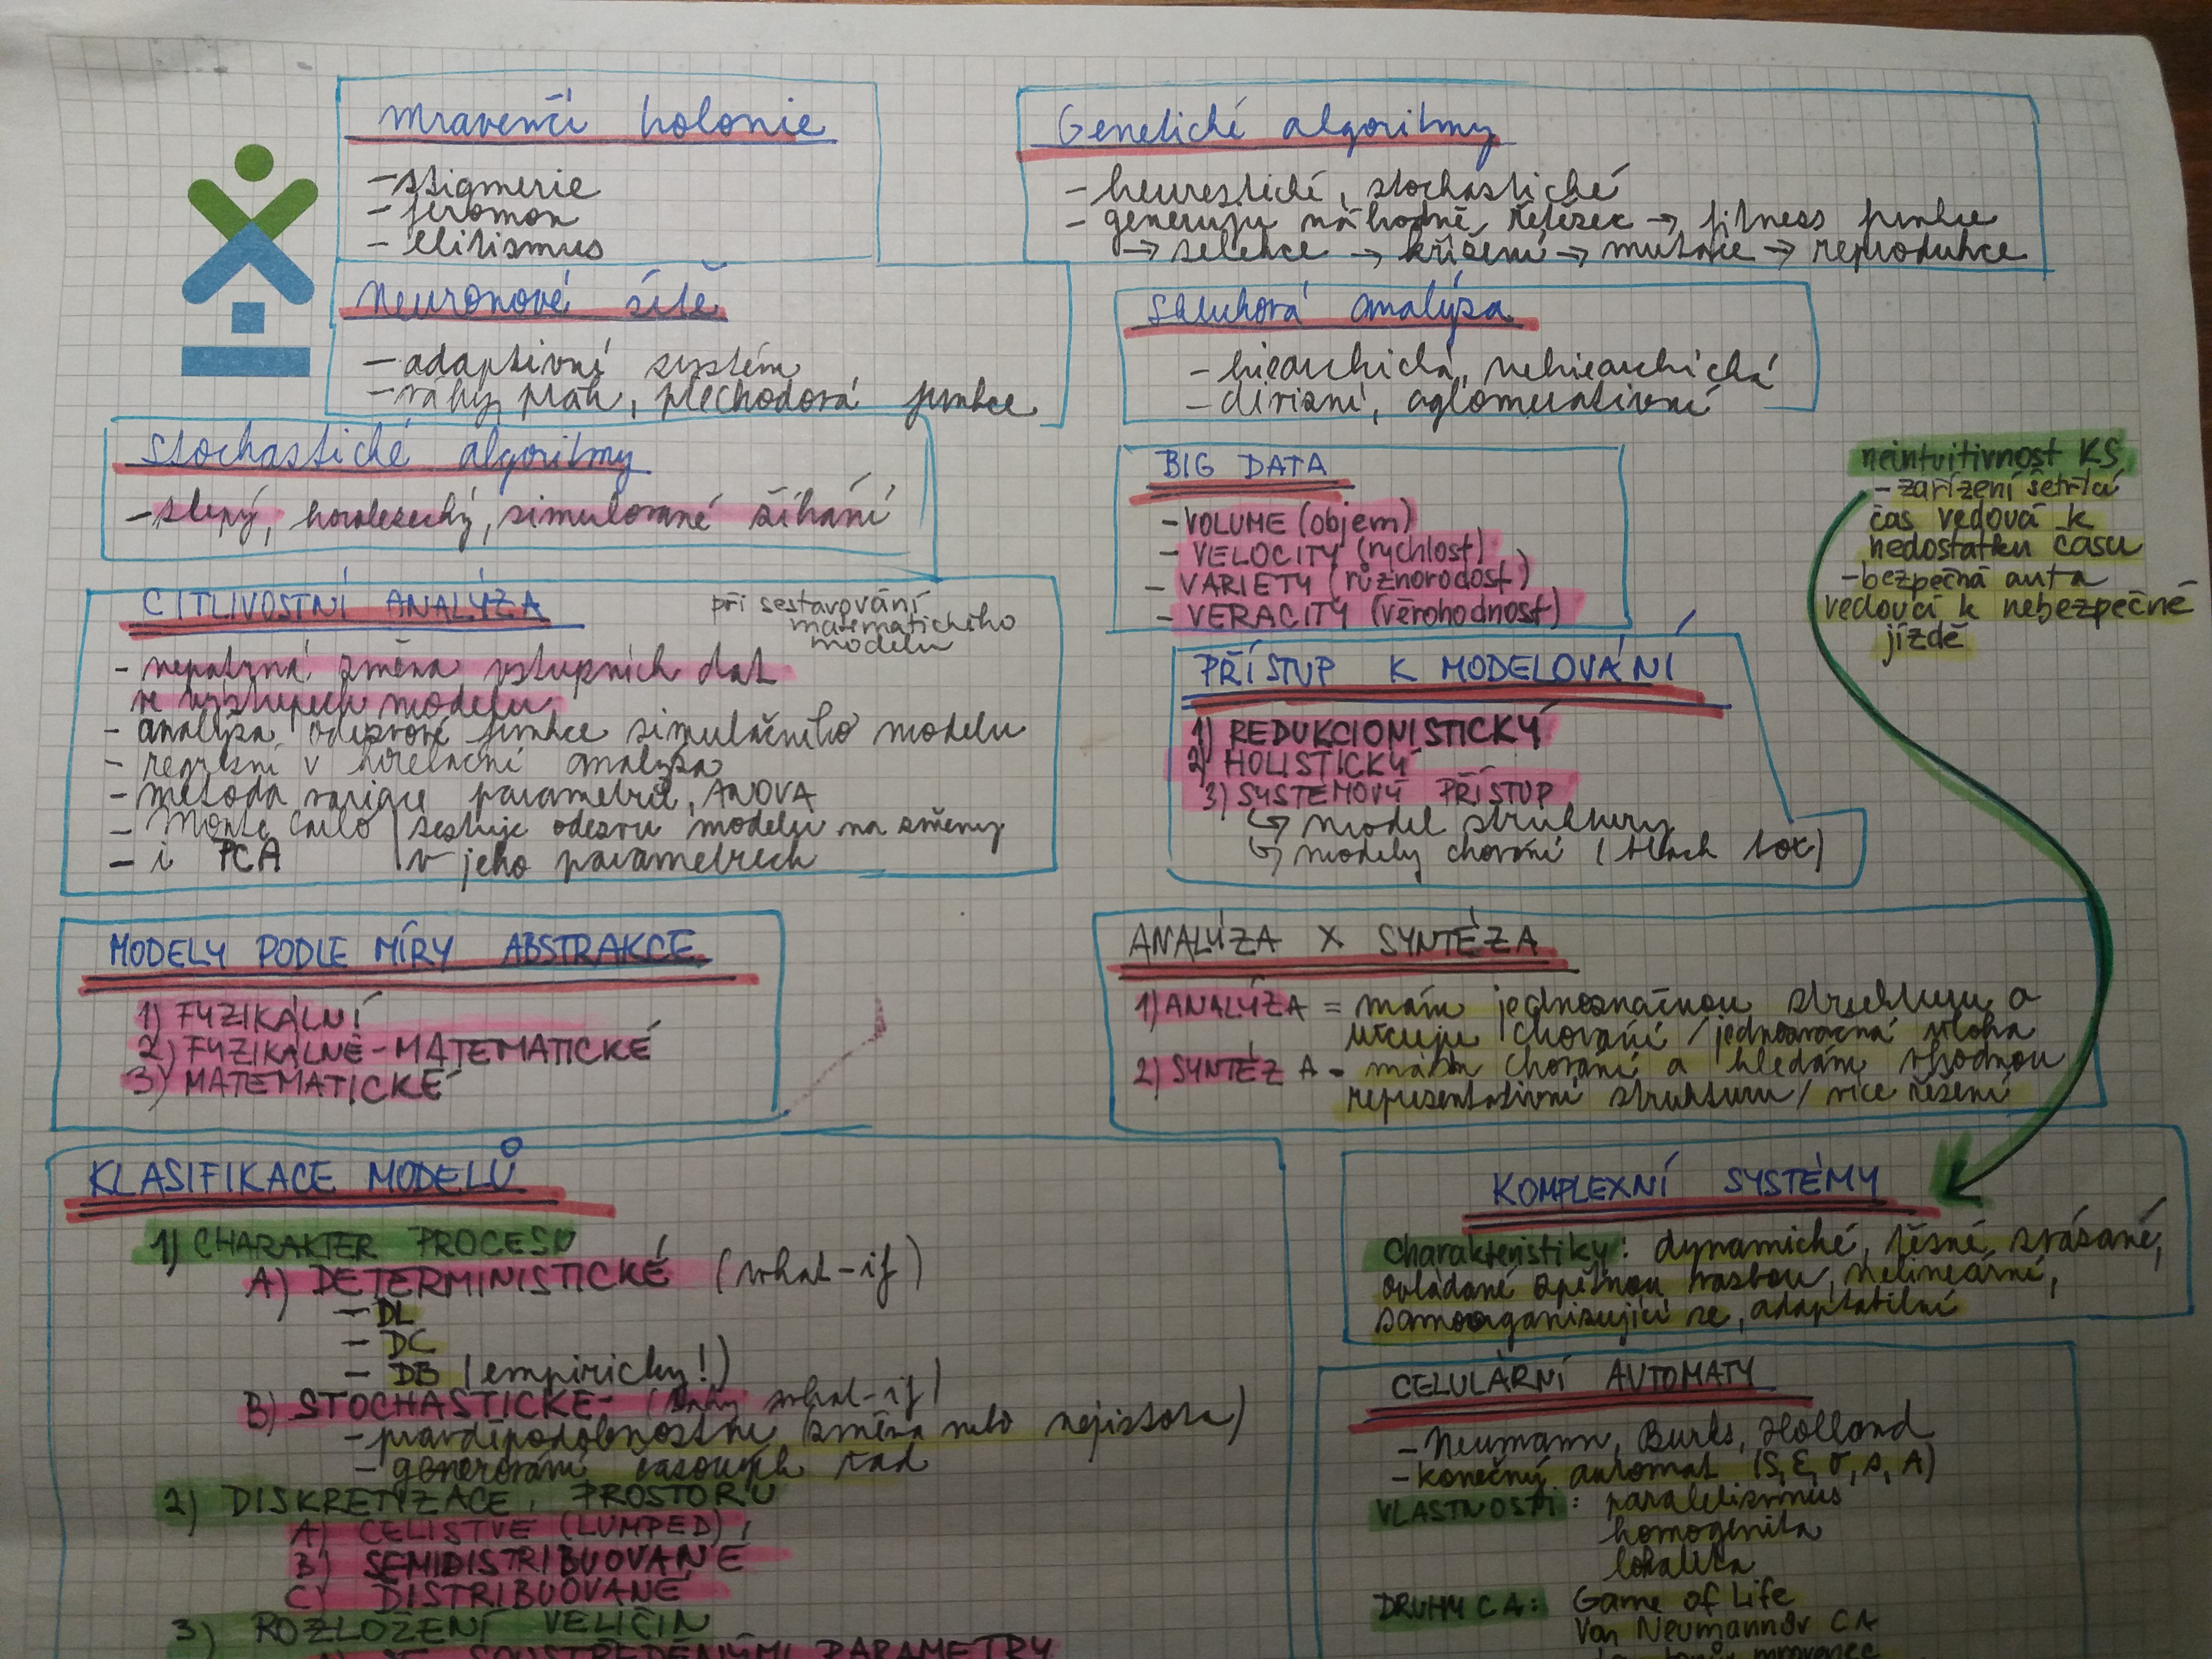 Mravenčí kolonie
- stigmerie
- feromon
- elitismus
Genetické algoritmy
- heurestické, stochastické
- generuju náhodně řetězec → fitness funkce
→ selekce → křížení → mutace → reprodukce
Neuronové sítě
- adaptivní systém
- váhy, práh, přechodová funkce
Shluková analýza
- hiearchická, nehiearchická
- divizní, aglomerativní
Stochastické algoritmy
- slepý, horolezecký, simulované žíhání
BIG DATA
- VOLUME (objem)
- VELOCITY (rychlost)
- VARIETY (různorodost)
- VERACITY (věrohodnost)
neintuitivnost KS
- zařízení šetřící
čas vedoucí k
nedostatku času
- bezpečná auta
vedoucí k nebezpečné
jízdě
CITLIVOSTNÍ ANALÝZA
při sestavování
matematického
modelu
- nepatrná změna vstupních dat
ve výstupech modelu
- analýza odezvové funkce simulačního modelu
- regresní v korelační analýza
- metoda variace parametrů, ANOVA
- Monte Carlo
- i PCA
testuje odezvu modelu na změny
v jeho parametrech
PŘÍSTUP K MODELOVÁNÍ
1) REDUKCIONISTICKÝ
2) HOLISTICKÝ
3) SYSTÉMOVÝ PŘÍSTUP
↳ model struktury
↳ modely chování (black box)
MODELY PODLE MÍRY ABSTRAKCE
1) FYZIKÁLNÍ
2) FYZIKÁLNĚ-MATEMATICKÉ
3) MATEMATICKÉ
ANALÝZA X SYNTÉZA
1) ANALÝZA = mám jednoznačnou strukturu a
určuju chování / jednoznačná úloha
2) SYNTÉZA - mám chování a hledám vhodnou
reprezentativní strukturu / více řešení
KLASIFIKACE MODELŮ
1) CHARAKTER PROCESU
A) DETERMINISTICKÉ (what-if)
- DL
- DC
- DB (empiricky!)
B) STOCHASTICKÉ - (taky what-if)
- pravděpodobnostní (změna nebo nejistota)
- generování časových řad
2) DISKRETIZACE PROSTORU
A) CELISTVÉ (LUMPED)
B) SEMIDISTRIBUOVANÉ
C) DISTRIBUOVANÉ
3) ROZLOŽENÍ VELIČIN
SOUSTŘEDĚNÝMI PARAMETRY
KOMPLEXNÍ SYSTÉMY
Charakteristiky: dynamické, těsně svázané,
ovládané zpětnou vazbou, nelineární,
samoorganizující se, adaptabilní
CELULÁRNÍ AUTOMATY
- Neumann, Burks, Holland
- konečný automat
VLASTNOSTI: paralelismus
homogenita
lokalita
DRUHY CA: Game of Life
Von Neumannův CA
mravenec